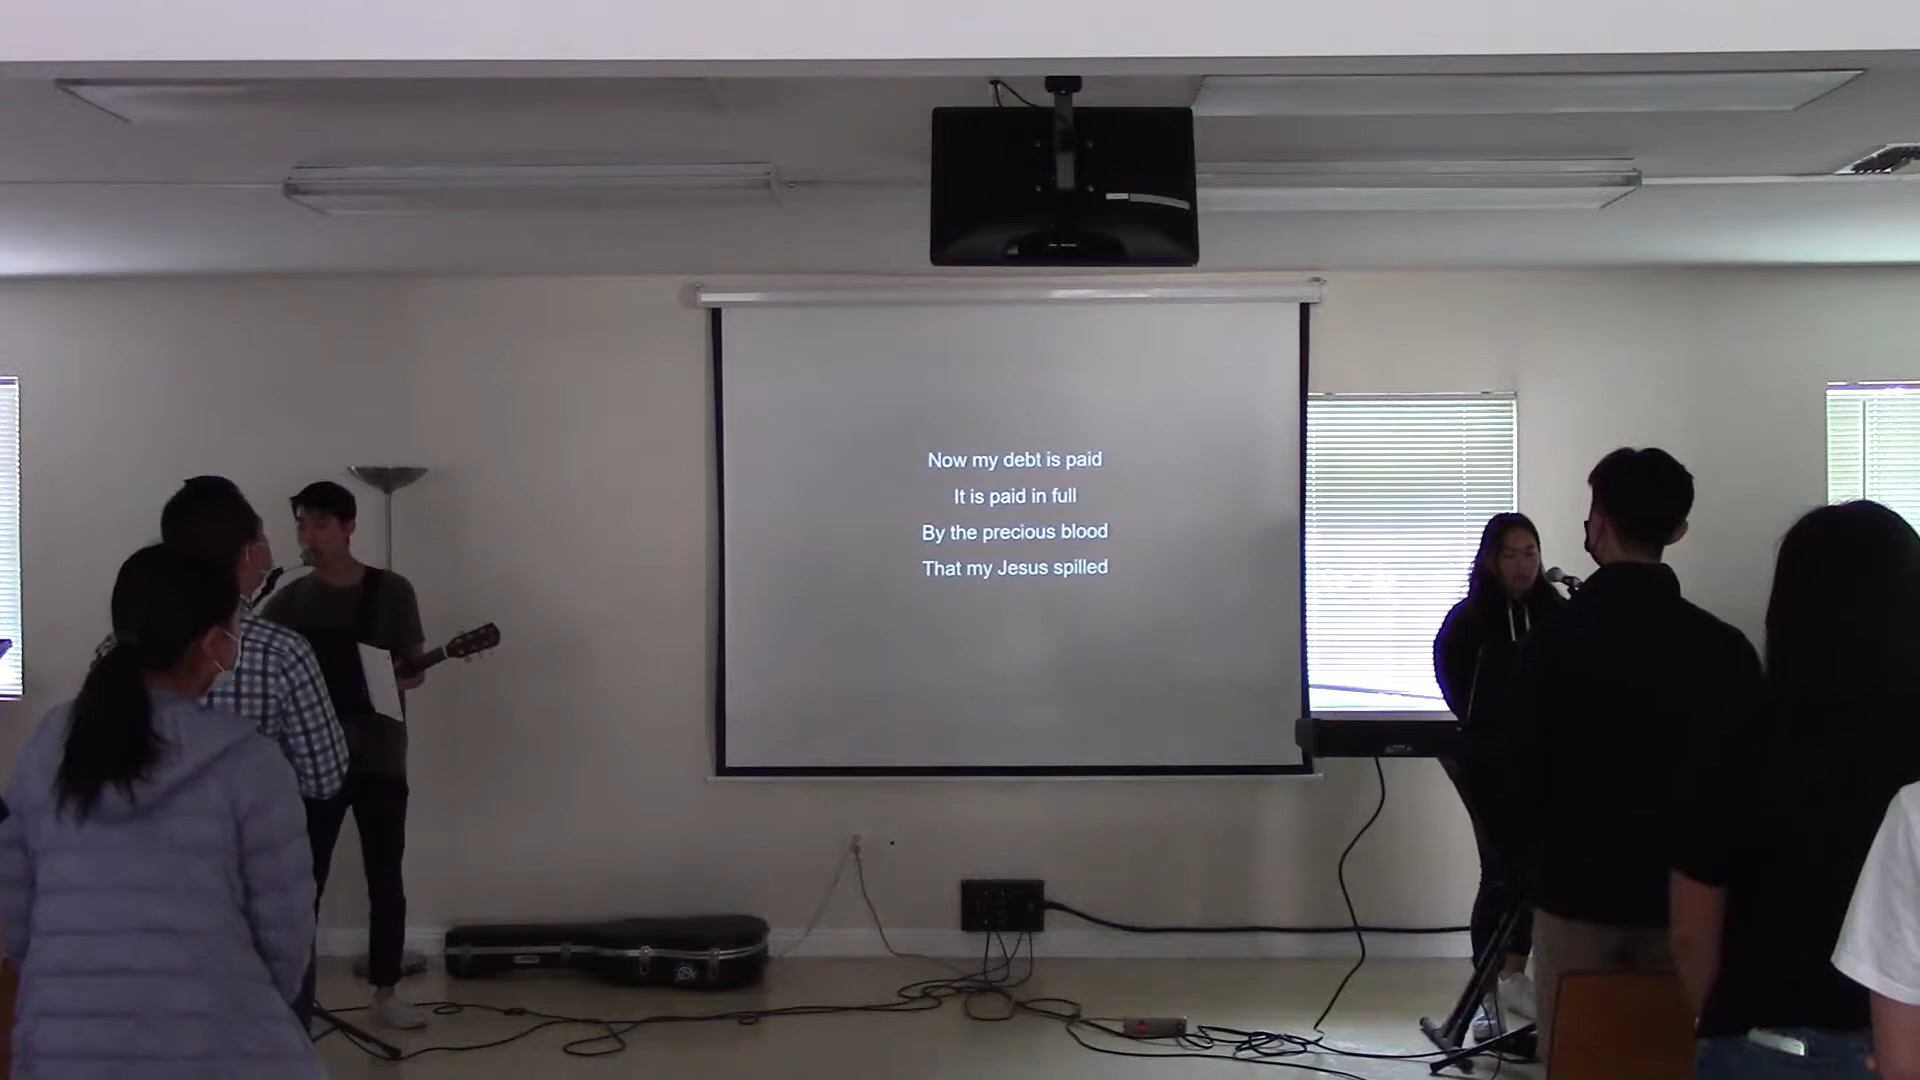 Now my debt is paid
It is paid in full
By the precious blood
That my Jesus spilled